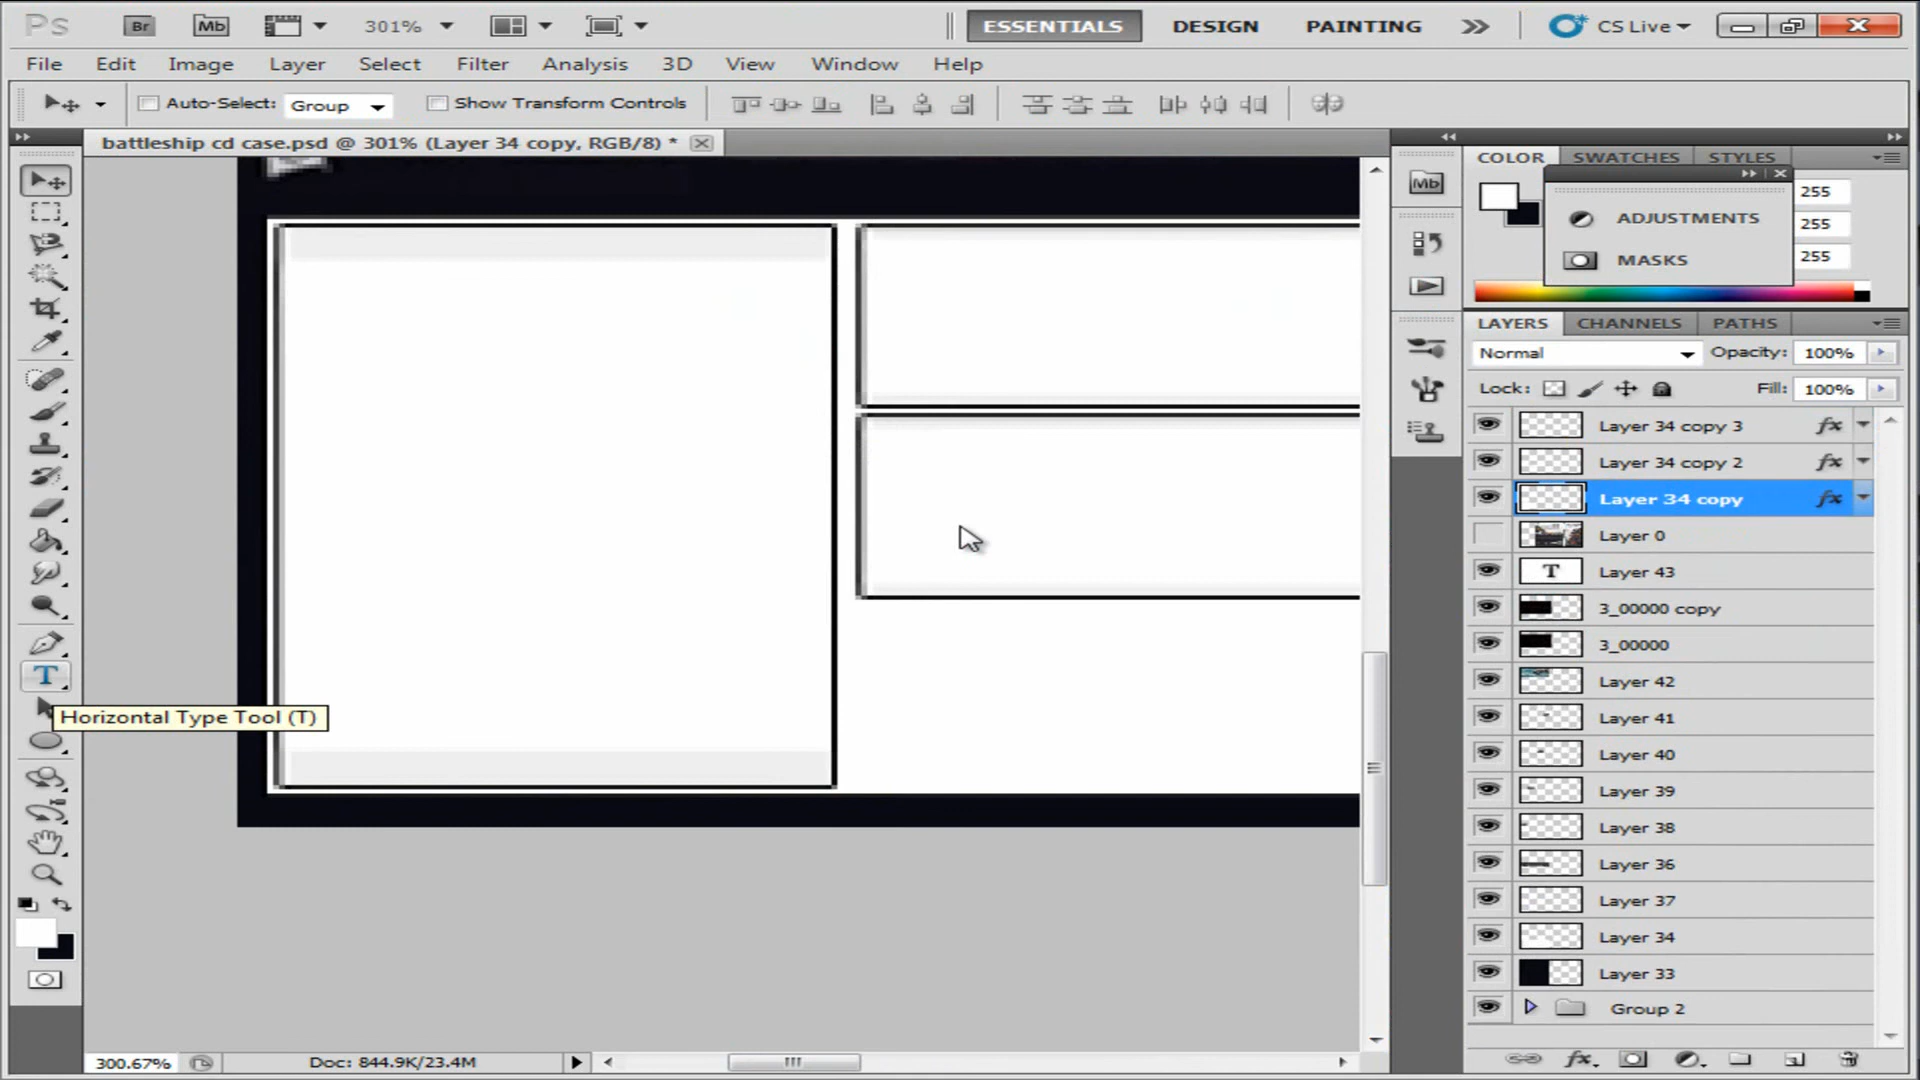 Ps Br Mb 301% ESSENTIALS DESIGN PAINTING CS Live
File Edit Image Layer Select Filter Analysis 3D View Window Help
Auto-Select: Group Show Transform Controls
battleship cd case.psd @ 301% (Layer 34 copy, RGB/8) *
COLOR SWATCHES STYLES
Mb
255
ADJUSTMENTS
255
MASKS
255
LAYERS CHANNELS PATHS
Normal Opacity: 100%
Lock: Fill: 100%
Layer 34 copy 3 fx
Layer 34 copy 2 fx
Layer 34 copy fx
Layer 0
T Layer 43
3_00000 copy
3_00000
Layer 42
Layer 41
Layer 40
Layer 39
Layer 38
Layer 36
Layer 37
Layer 34
Layer 33
Group 2
T
Horizontal Type Tool (T)
300.67% Doc: 844.9K/23.4M
fx